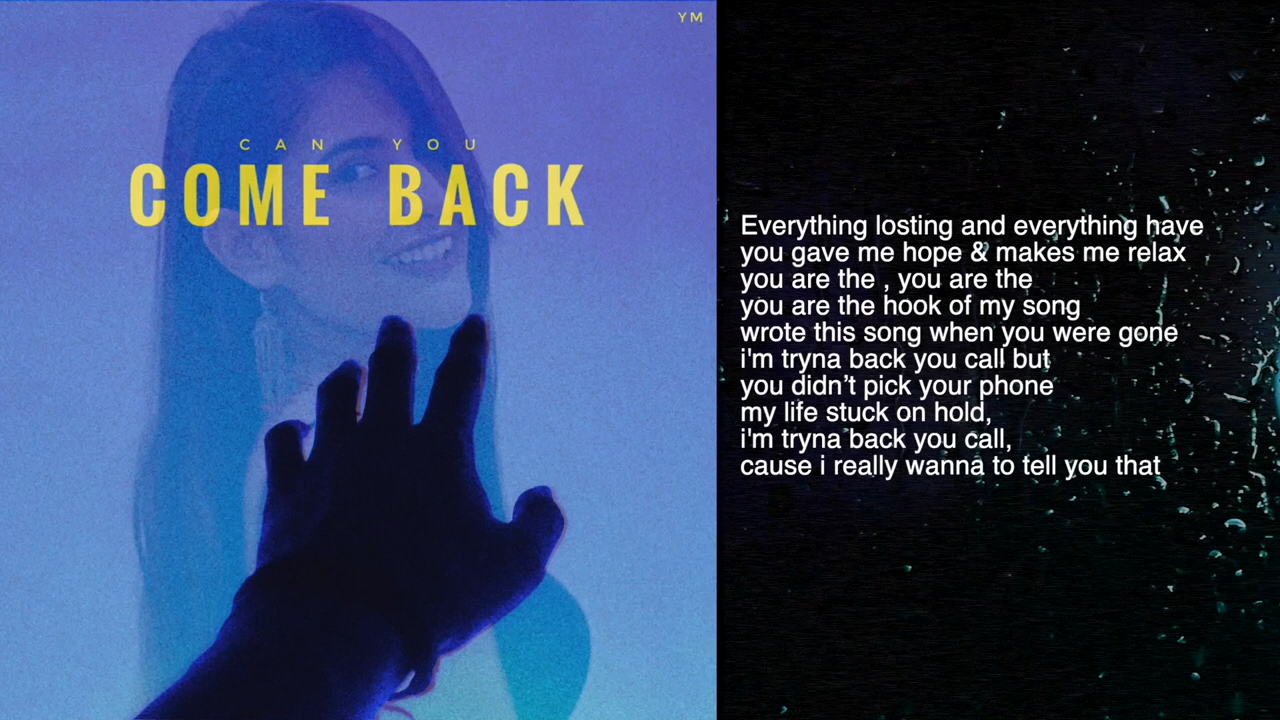 YM
CAN YOU
COME BACK
Everything losting and everything have
you gave me hope & makes me relax
you are the , you are the
you are the hook of my song
wrote this song when you were gone
i'm tryna back you call but
you didn’t pick your phone
my life stuck on hold,
i'm tryna back you call,
cause i really wanna to tell you that